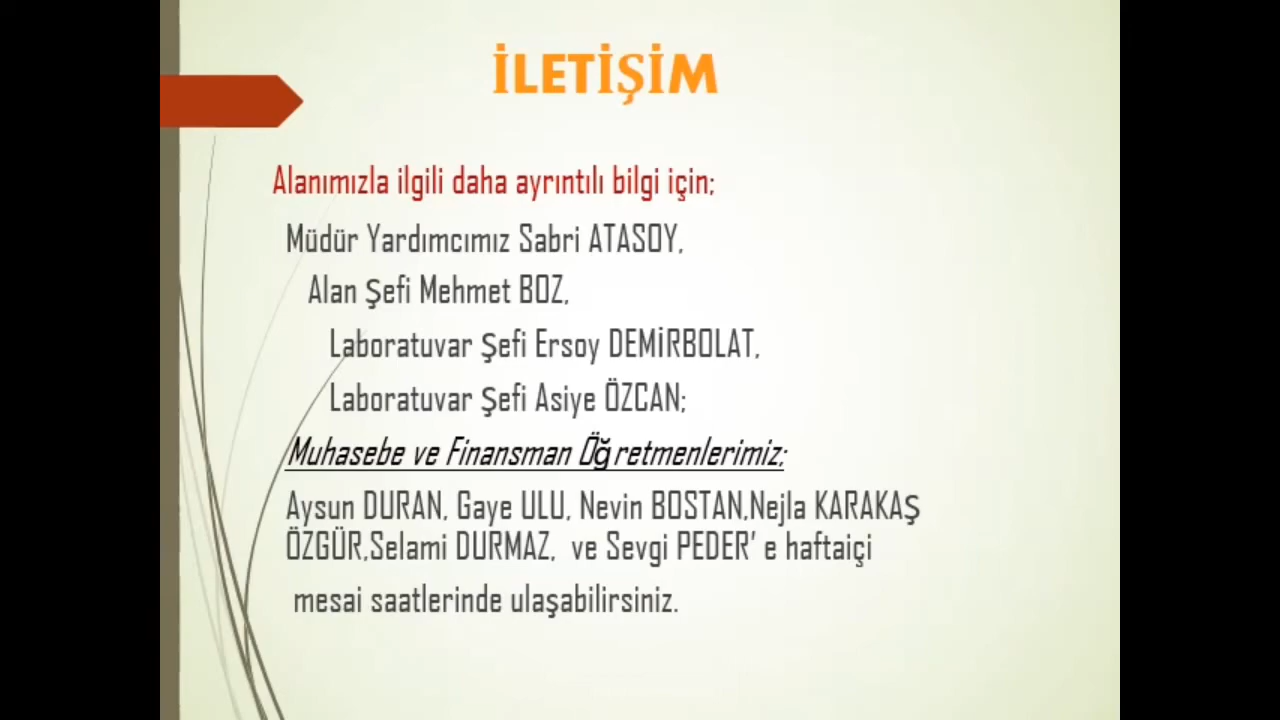 İLETİŞİM
Alanımızla ilgili daha ayrıntılı bilgi için;
Müdür Yardımcımız Sabri ATASOY,
Alan Şefi Mehmet BOZ,
Laboratuvar Şefi Ersoy DEMİRBOLAT,
Laboratuvar Şefi Asiye ÖZCAN;
Muhasebe ve Finansman Öğretmenlerimiz;
Aysun DURAN, Gaye ULU, Nevin BOSTAN,Nejla KARAKAŞ
ÖZGÜR,Selami DURMAZ, ve Sevgi PEDER’ e haftaiçi
mesai saatlerinde ulaşabilirsiniz.